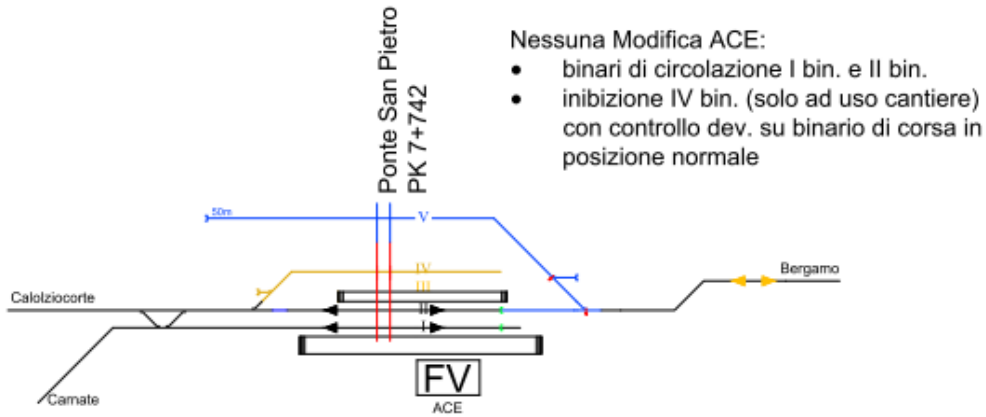 Nessuna Modifica ACE:
• binari di circolazione I bin. e II bin.
• inibizione IV bin. (solo ad uso cantiere)
con controllo dev. su binario di corsa in
posizione normale
Ponte San Pietro
PK 7+742
50m
V
IV
III
II
I
Calolziocorte
Bergamo
Carnate
FV
ACE